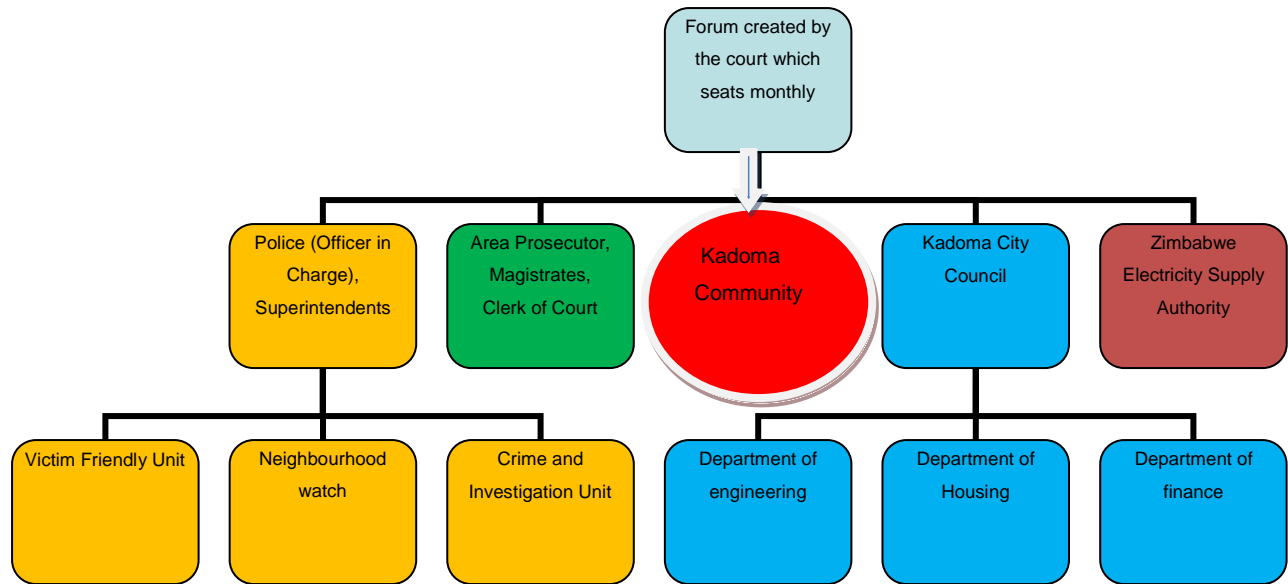 Forum created by
the court which
seats monthly
Police (Officer in
Charge),
Superintendents
Area Prosecutor,
Magistrates,
Clerk of Court
Kadoma
Community
Kadoma City
Council
Zimbabwe
Electricity Supply
Authority
Victim Friendly Unit
Neighbourhood
watch
Crime and
Investigation Unit
Department of
engineering
Department of
Housing
Department of
finance